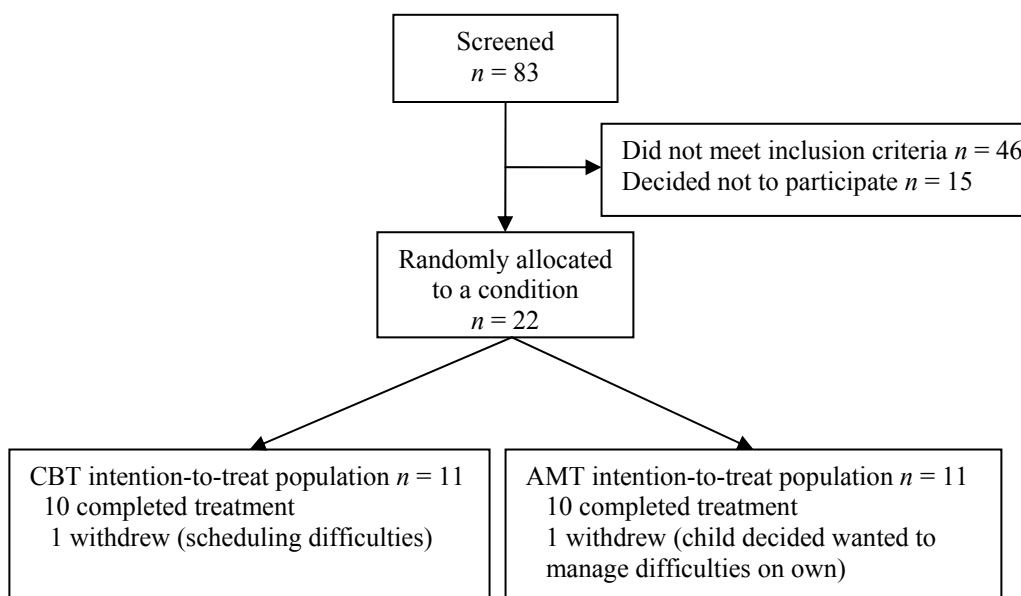 Screened
n = 83
Did not meet inclusion criteria n = 46
Decided not to participate n = 15
Randomly allocated
to a condition
n = 22
CBT intention-to-treat population n = 11
10 completed treatment
1 withdrew (scheduling difficulties)
AMT intention-to-treat population n = 11
10 completed treatment
1 withdrew (child decided wanted to
manage difficulties on own)